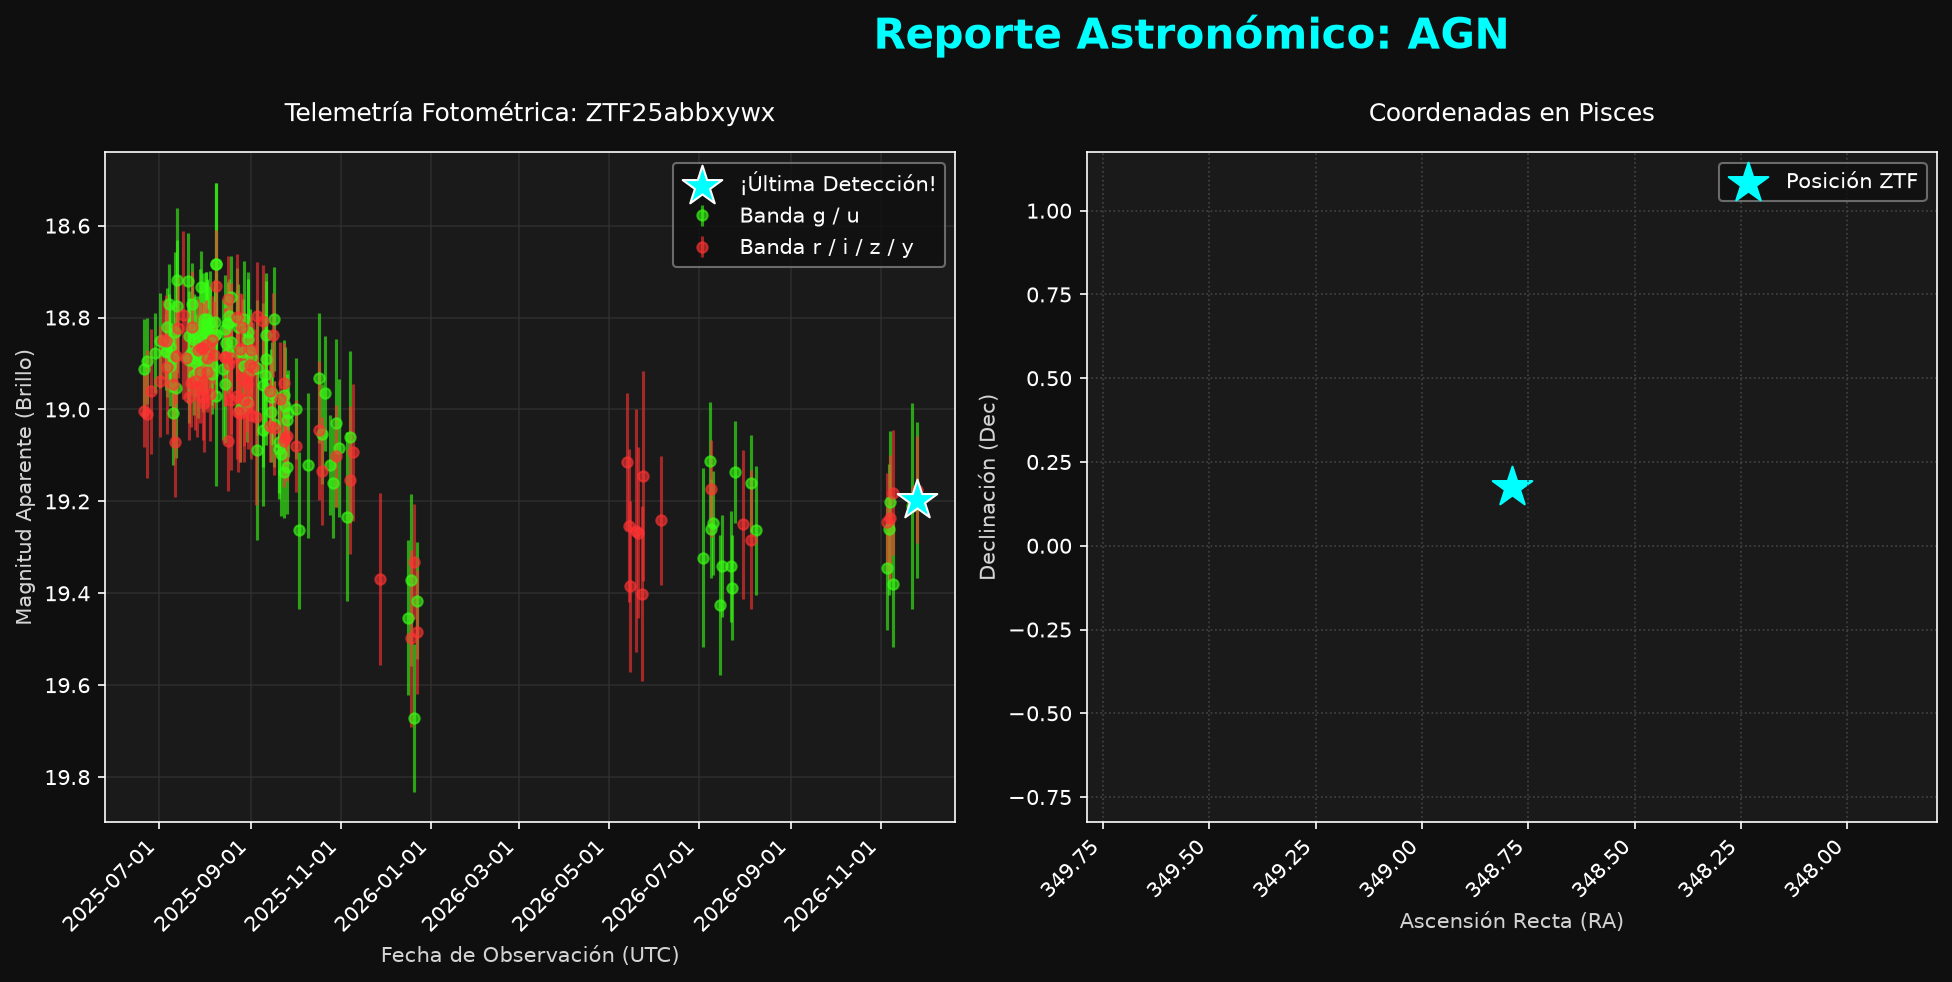 Reporte Astronómico: AGN
Telemetría Fotométrica: ZTF25abbxywx
¡Última Detección!
Banda g / u
Banda r / i / z / y
Magnitud Aparente (Brillo)
18.6
18.8
19.0
19.2
19.4
19.6
19.8
2025-07-01
2025-09-01
2025-11-01
2026-01-01
2026-03-01
2026-05-01
2026-07-01
2026-09-01
2026-11-01
Fecha de Observación (UTC)
Coordenadas en Pisces
Posición ZTF
Declinación (Dec)
1.00
0.75
0.50
0.25
0.00
−0.25
−0.50
−0.75
349.75
349.50
349.25
349.00
348.75
348.50
348.25
348.00
Ascensión Recta (RA)